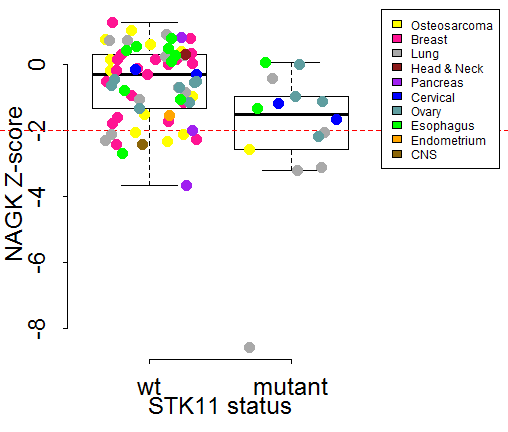 Osteosarcoma
Breast
Lung
Head & Neck
Pancreas
Cervical
Ovary
Esophagus
Endometrium
CNS
NAGK Z-score
0
-2
-4
-6
-8
wt
mutant
STK11 status